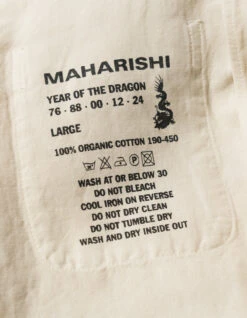 MAHARISHI
YEAR OF THE DRAGON
76 · 88 · 00 · 12 · 24
LARGE
100% ORGANIC COTTON 190-450
WASH AT OR BELOW 30
DO NOT BLEACH
COOL IRON ON REVERSE
DO NOT DRY CLEAN
DO NOT TUMBLE DRY
WASH AND DRY INSIDE OUT